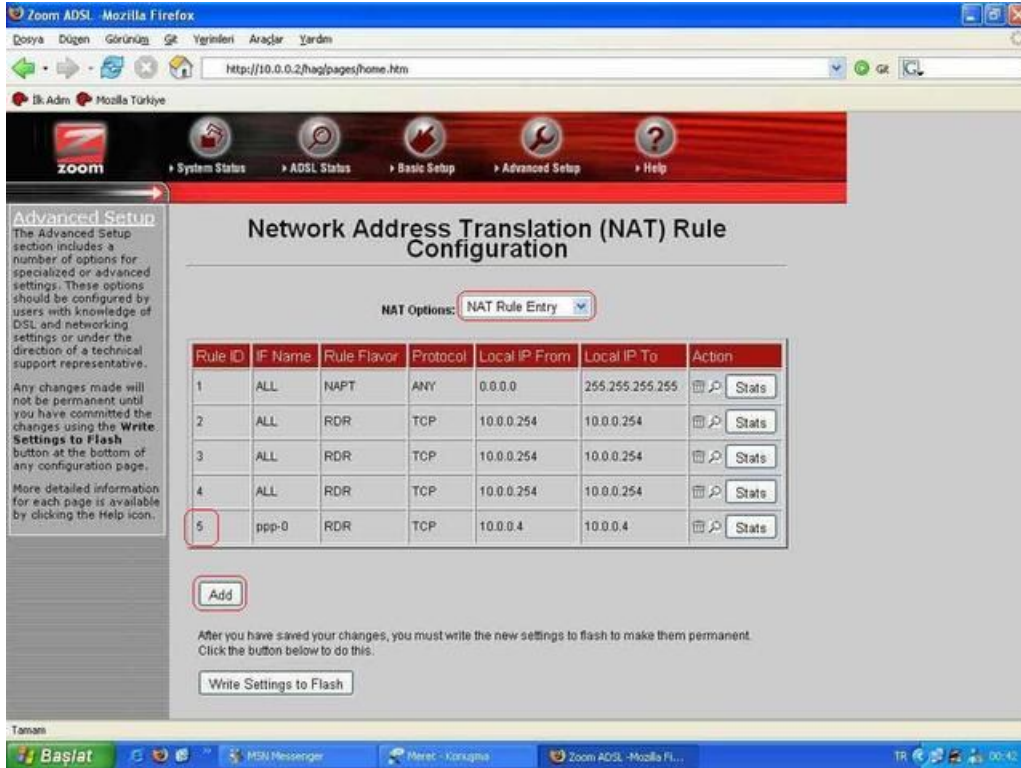 Zoom ADSL -Mozilla Firefox
Dosya Düzen Görünüm Git Yerimleri Araçlar Yardım
http://10.0.0.2/hag/pages/home.htm
Git
İlk Adım Mozilla Türkiye
zoom
System Status ADSL Status Basic Setup Advanced Setup Help
Advanced Setup
The Advanced Setup
section includes a
number of options for
specialized or advanced
settings. These options
should be configured by
users with knowledge of
DSL and networking
settings or under the
direction of a technical
support representative.
Any changes made will
not be permanent until
you have committed the
changes using the Write
Settings to Flash
button at the bottom of
any configuration page.
More detailed information
for each page is available
by clicking the Help icon.
Network Address Translation (NAT) Rule
Configuration
NAT Options: NAT Rule Entry
Rule ID IF Name Rule Flavor Protocol Local IP From Local IP To Action
1 ALL NAPT ANY 0.0.0.0 255.255.255.255 Stats
2 ALL RDR TCP 10.0.0.254 10.0.0.254 Stats
3 ALL RDR TCP 10.0.0.254 10.0.0.254 Stats
4 ALL RDR TCP 10.0.0.254 10.0.0.254 Stats
5 ppp-0 RDR TCP 10.0.0.4 10.0.0.4 Stats
Add
After you have saved your changes, you must write the new settings to flash to make them permanent.
Click the button below to do this.
Write Settings to Flash
Tamam
Başlat MSN Messenger Meret - Konuşma Zoom ADSL -Mozilla Fi... TR 00:42